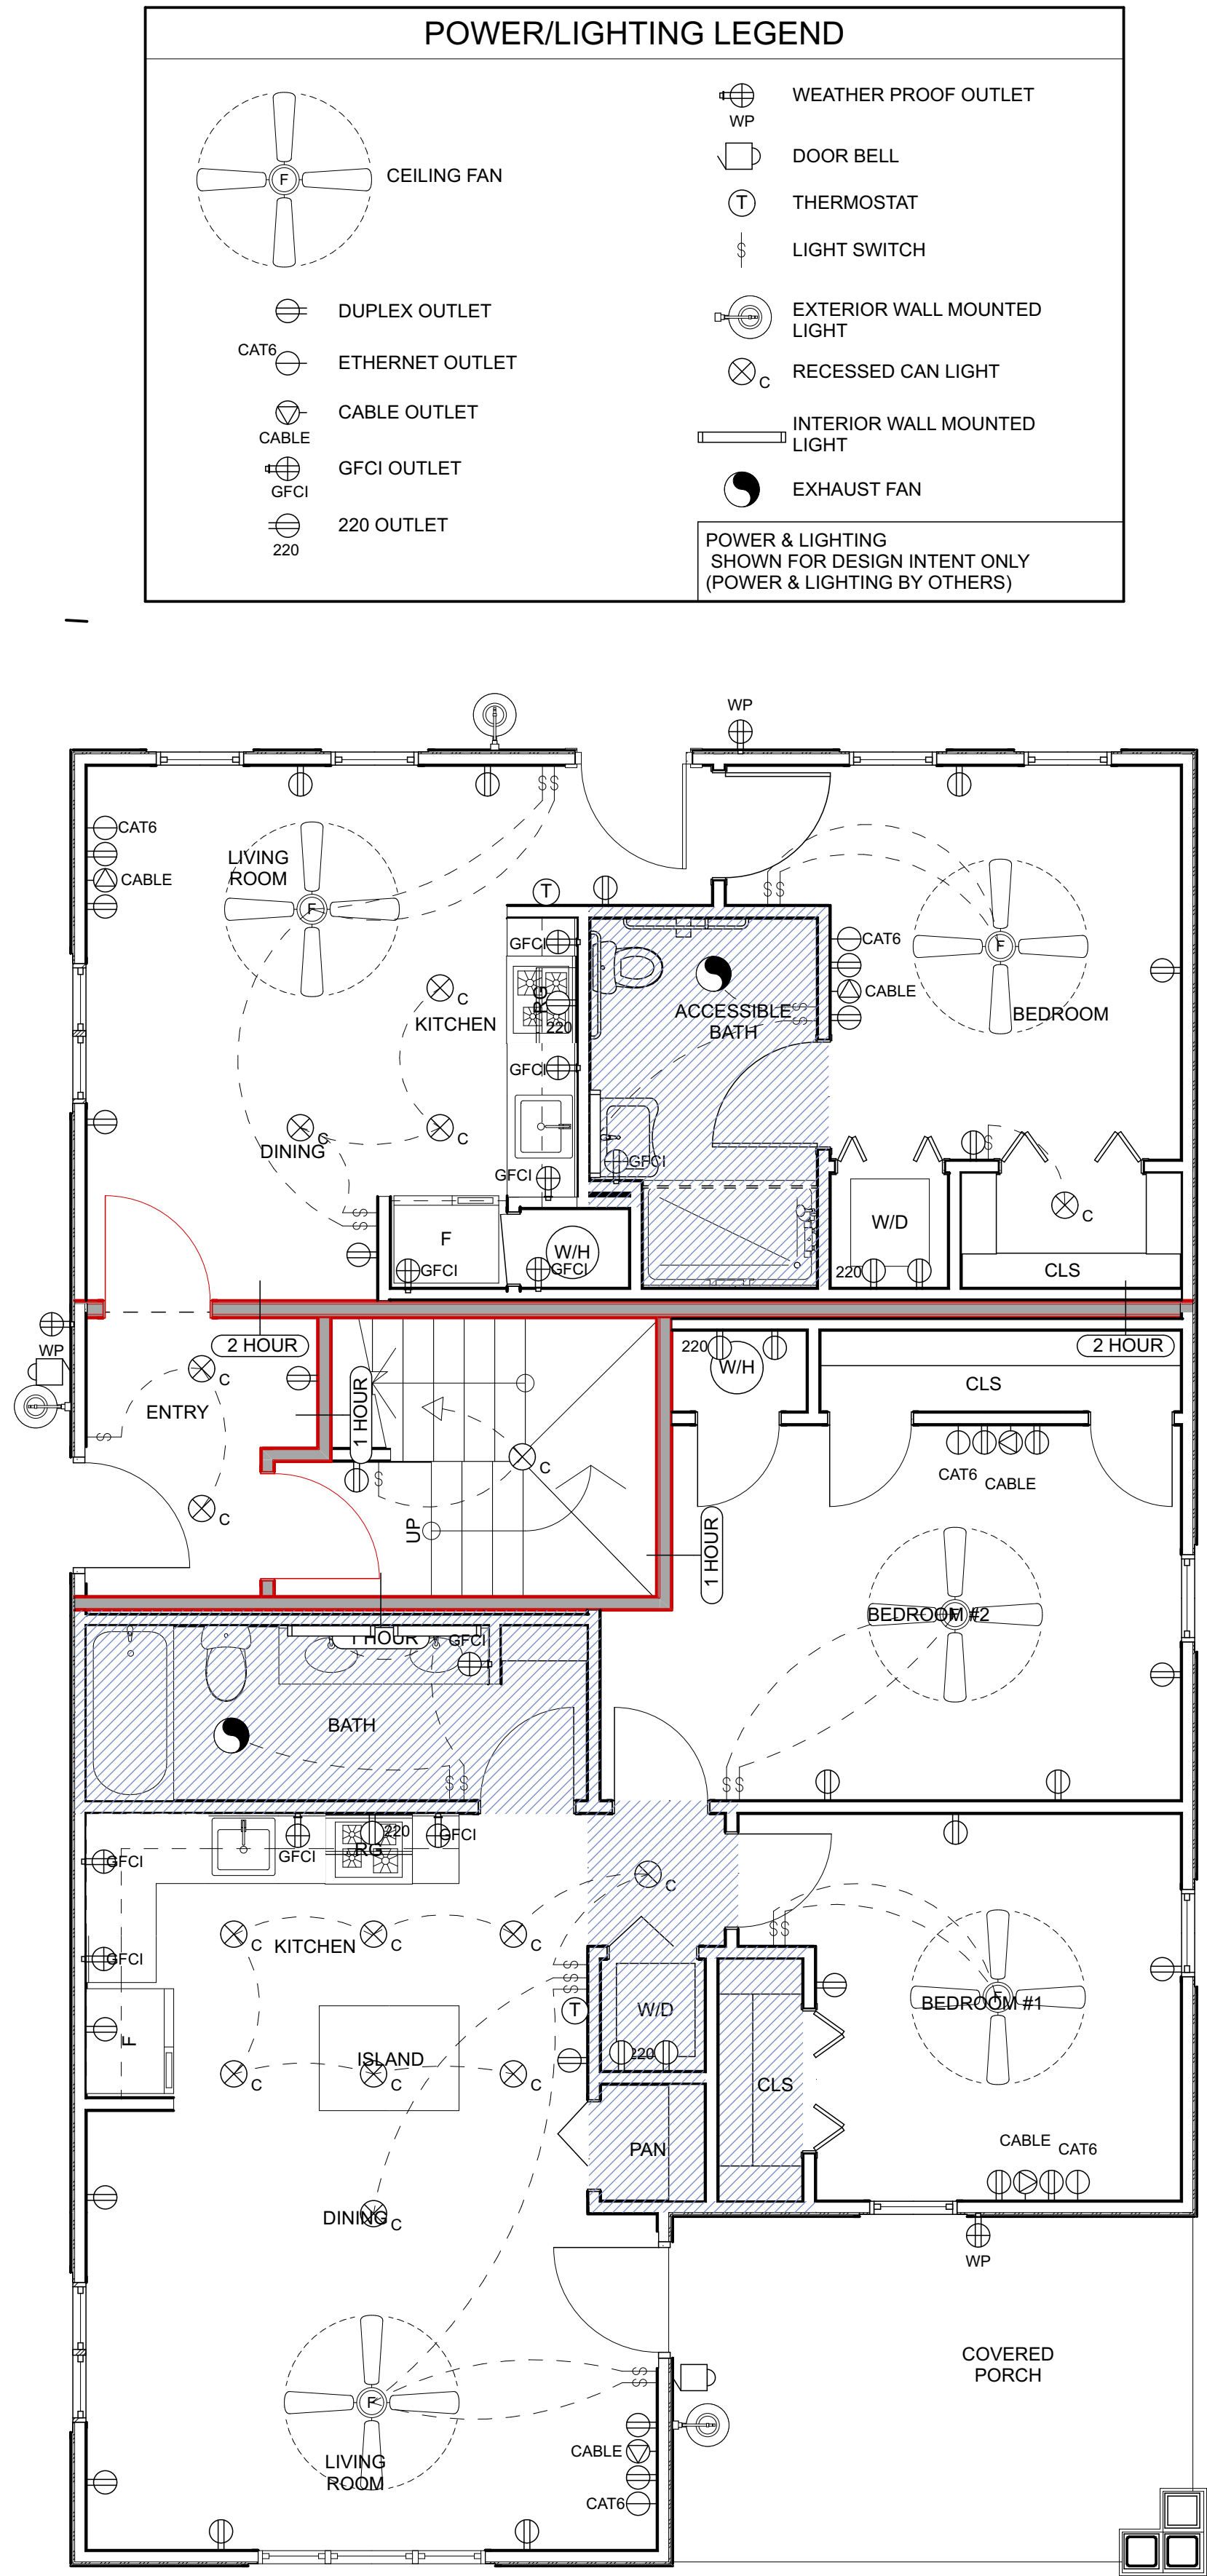 POWER/LIGHTING LEGEND
F
CEILING FAN
DUPLEX OUTLET
CAT6
ETHERNET OUTLET
CABLE OUTLET
CABLE
GFCI OUTLET
GFCI
220 OUTLET
220
WEATHER PROOF OUTLET
WP
DOOR BELL
T
THERMOSTAT
$
LIGHT SWITCH
EXTERIOR WALL MOUNTED
LIGHT
RECESSED CAN LIGHT
C
INTERIOR WALL MOUNTED
LIGHT
EXHAUST FAN
POWER & LIGHTING
SHOWN FOR DESIGN INTENT ONLY
(POWER & LIGHTING BY OTHERS)
WP
$$
CAT6
LIVING
ROOM
CABLE
F
T
$$
GFCI
CAT6
F
C
RG
CABLE
KITCHEN
220
ACCESSIBLE
BATH
$
$
BEDROOM
GFCI
C
C
DINING
GFCI
GFCI
$
$
$
C
F
W/H
GFCI
GFCI
W/D
220
CLS
2 HOUR
2 HOUR
WP
C
ENTRY
$
1 HOUR
220
W/H
CLS
CAT6
CABLE
C
$
C
UP
1 HOUR
1 HOUR
GFCI
BEDROOM #2
F
BATH
$$
$$
GFCI
220
RG
GFCI
GFCI
C
C
C
C
KITCHEN
GFCI
$
$
$
$$
T
W/D
220
F
BEDROOM #1
F
F
ISLAND
C
C
C
CLS
PAN
CABLE
CAT6
DINING
C
WP
$
$
F
COVERED
PORCH
LIVING
ROOM
CABLE
CAT6